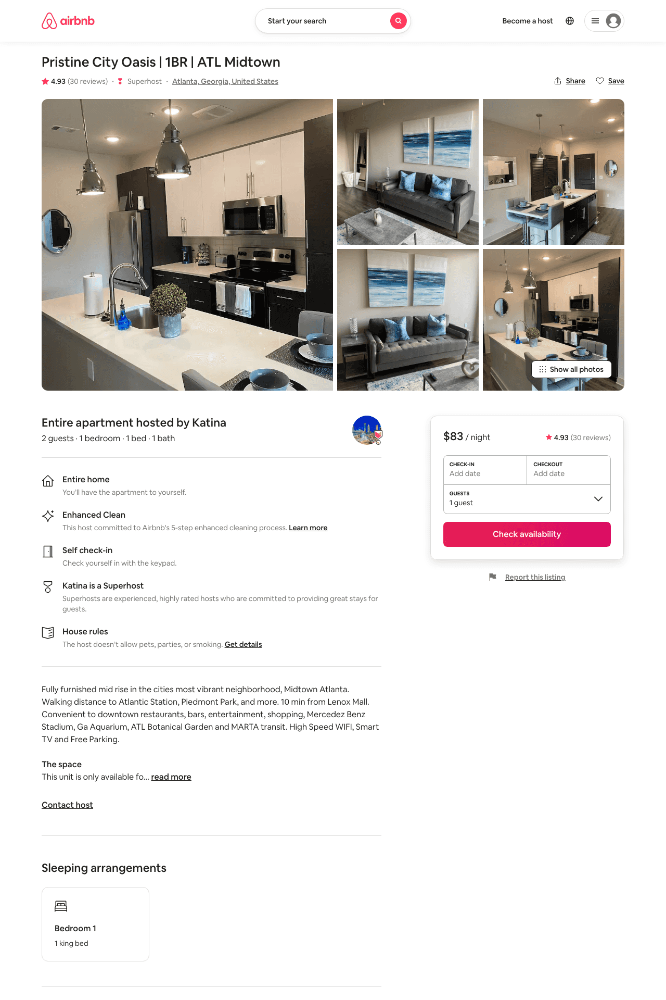 airbnb
Start your search
Become a host
Pristine City Oasis | 1BR | ATL Midtown
4.93 (30 reviews) · Superhost · Atlanta, Georgia, United States
Share
Save
Show all photos
Entire apartment hosted by Katina
2 guests · 1 bedroom · 1 bed · 1 bath
Entire home
You’ll have the apartment to yourself.
Enhanced Clean
This host committed to Airbnb's 5-step enhanced cleaning process. Learn more
Self check-in
Check yourself in with the keypad.
Katina is a Superhost
Superhosts are experienced, highly rated hosts who are committed to providing great stays for
guests.
House rules
The host doesn’t allow pets, parties, or smoking. Get details
Fully furnished mid rise in the cities most vibrant neighborhood, Midtown Atlanta.
Walking distance to Atlantic Station, Piedmont Park, and more. 10 min from Lenox Mall.
Convenient to downtown restaurants, bars, entertainment, shopping, Mercedez Benz
Stadium, Ga Aquarium, ATL Botanical Garden and MARTA transit. High Speed WIFI, Smart
TV and Free Parking.
The space
This unit is only available fo... read more
Contact host
Sleeping arrangements
Bedroom 1
1 king bed
$83 / night
4.93 (30 reviews)
CHECK-IN
Add date
CHECKOUT
Add date
GUESTS
1 guest
Check availability
Report this listing